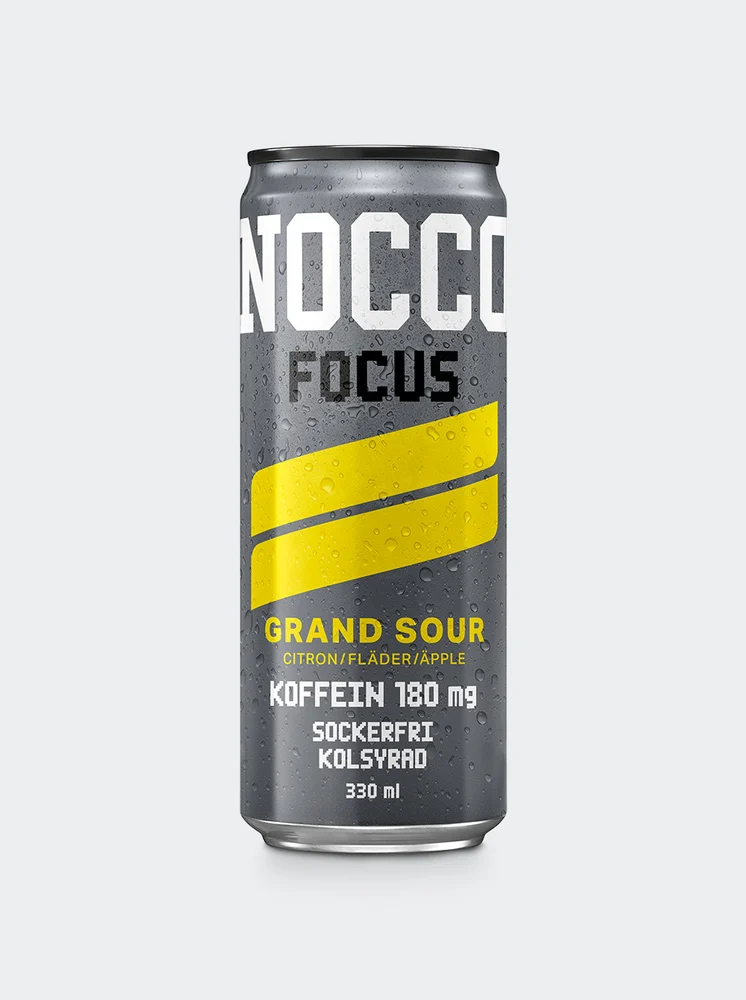 NOCCO
FOCUS
GRAND SOUR
CITRON/FLÄDER/ÄPPLE
KOFFEIN 180 mg
SOCKERFRI
KOLSYRAD
330 ml